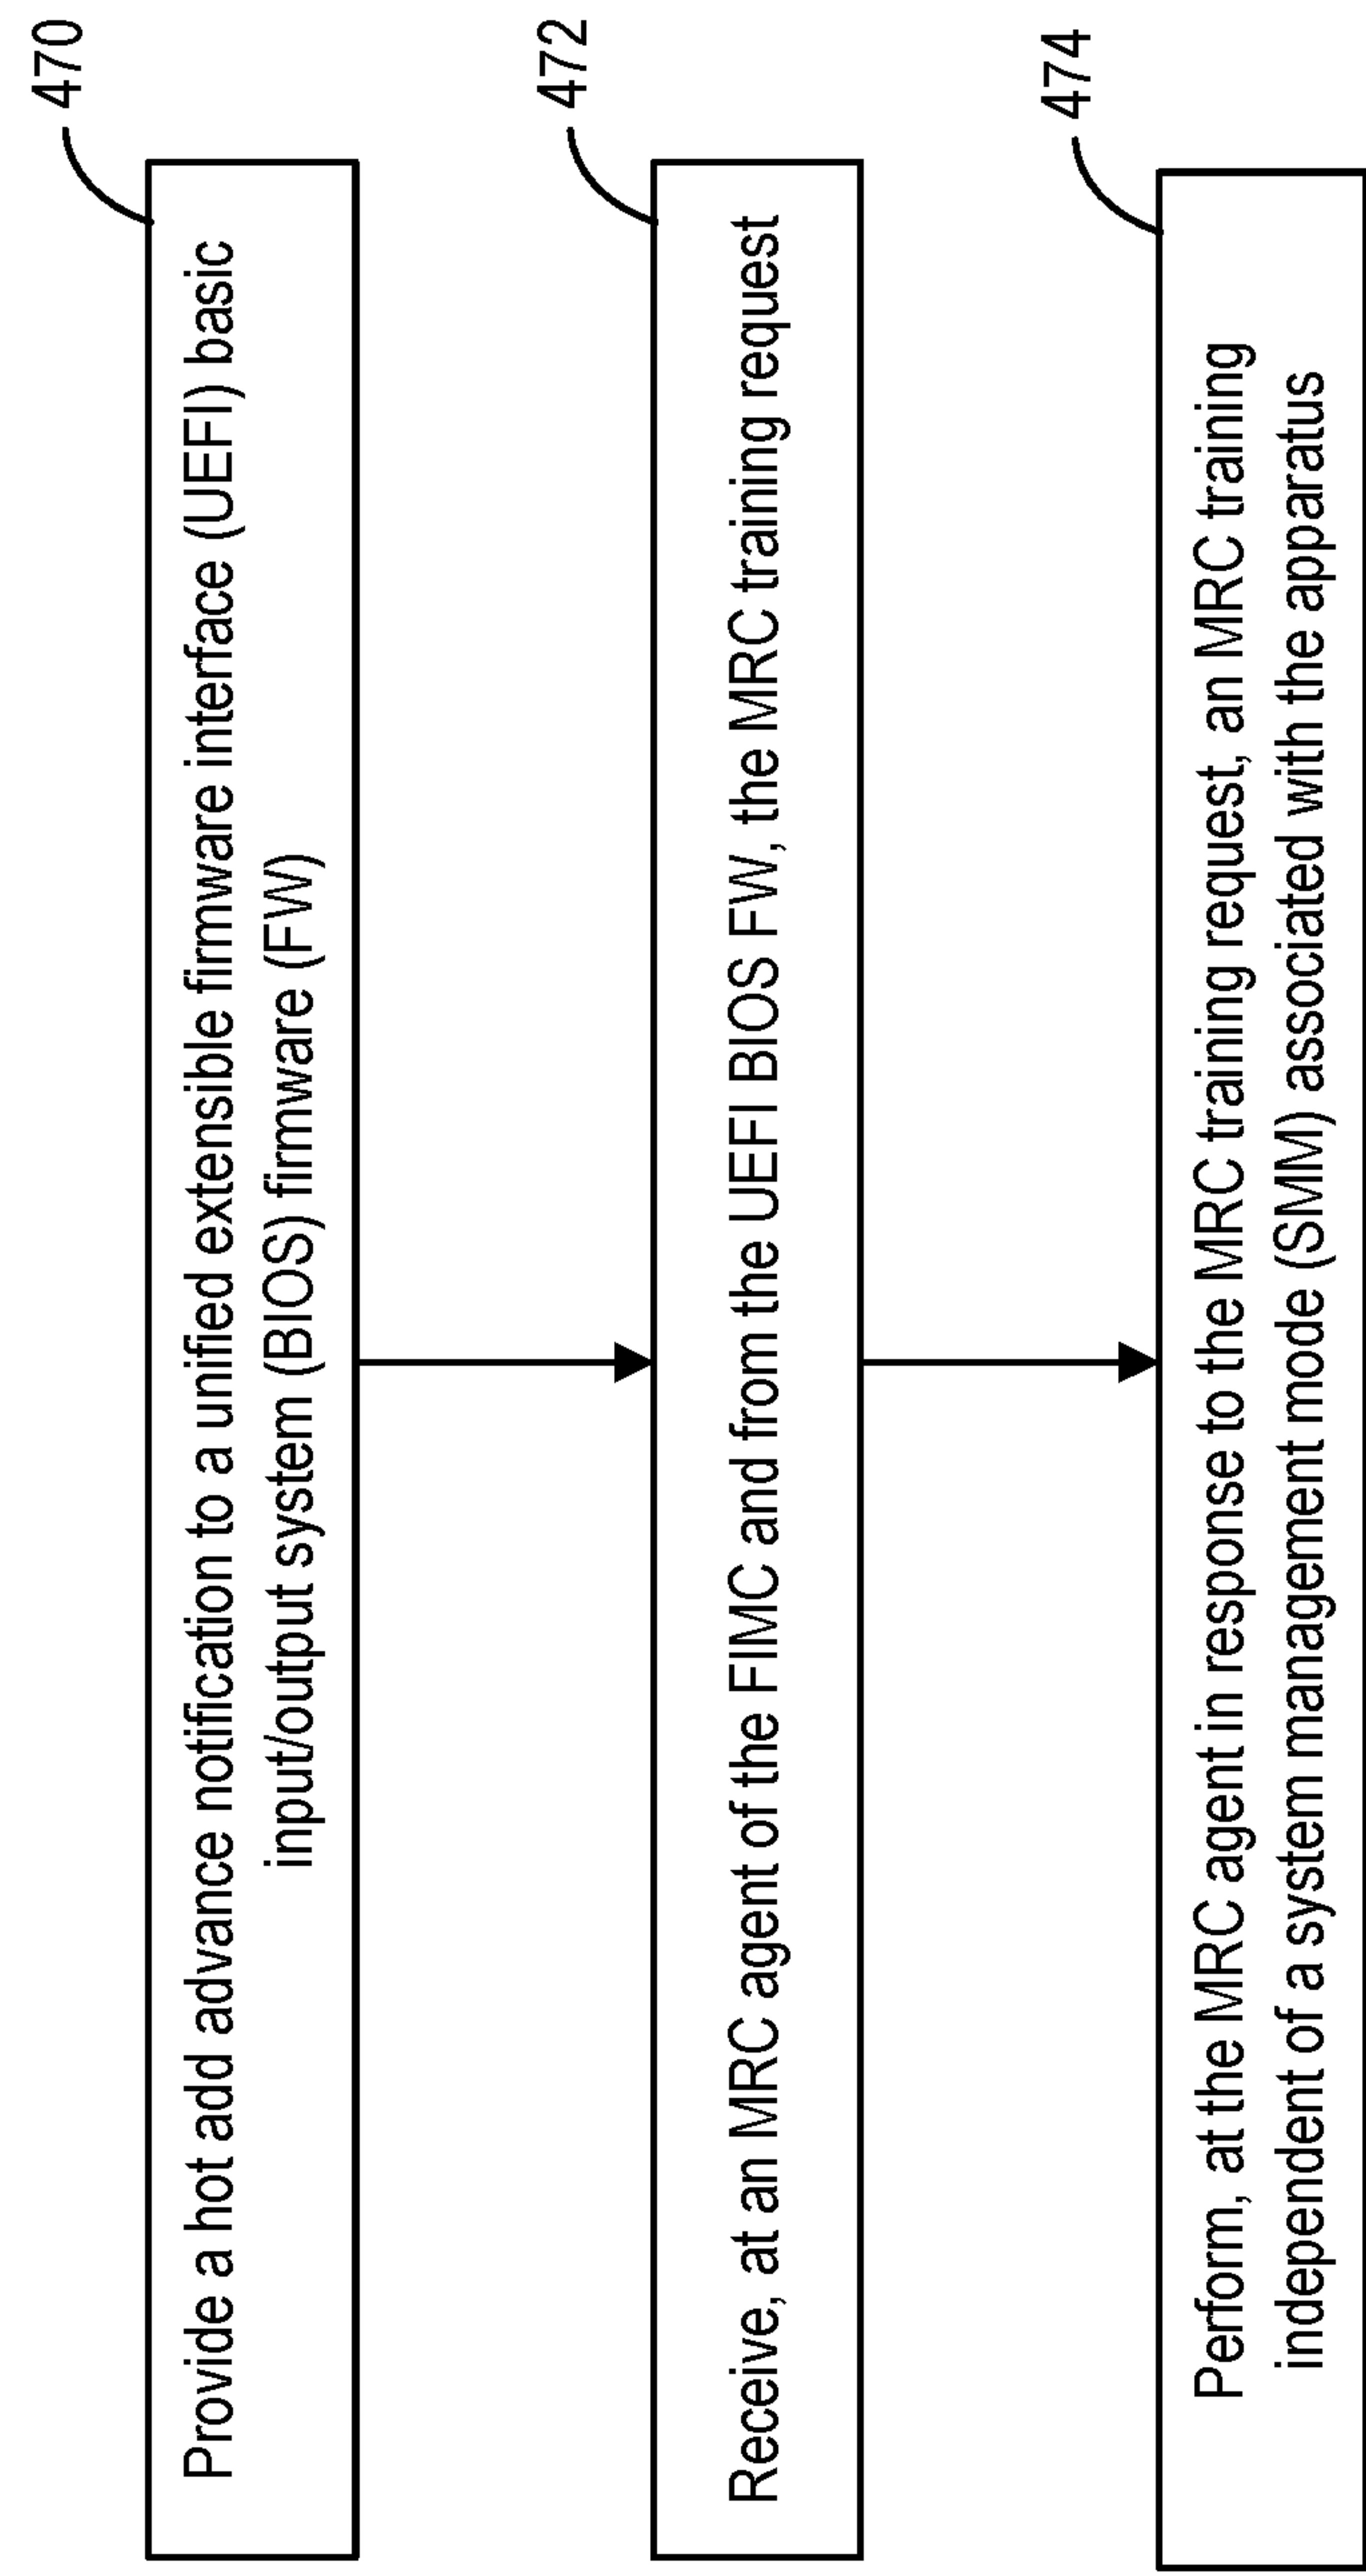 470
Provide a hot add advance notification to a unified extensible firmware interface (UEFI) basic
input/output system (BIOS) firmware (FW)
472
Receive, at an MRC agent of the FIMC and from the UEFI BIOS FW, the MRC training request
474
Perform, at the MRC agent in response to the MRC training request, an MRC training
independent of a system management mode (SMM) associated with the apparatus